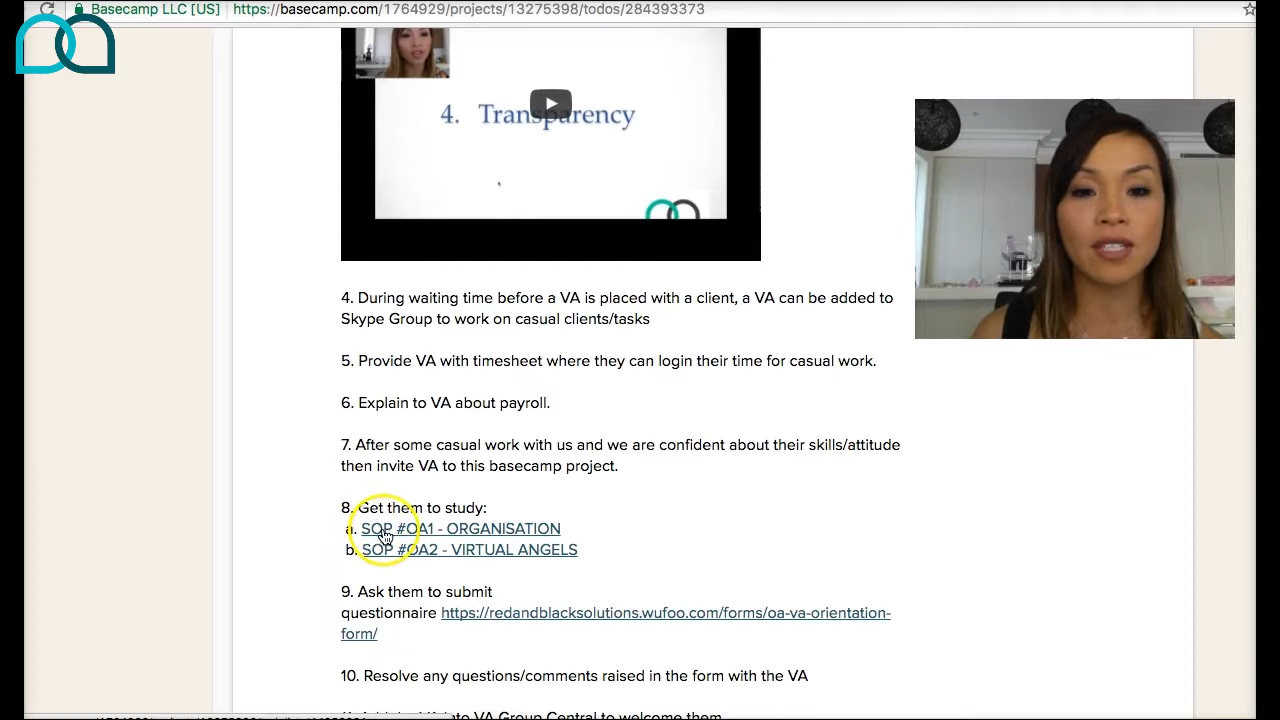 Basecamp LLC [US] https://basecamp.com/1764929/projects/13275398/todos/284393373
4. Transparency
4. During waiting time before a VA is placed with a client, a VA can be added to
Skype Group to work on casual clients/tasks
5. Provide VA with timesheet where they can login their time for casual work.
6. Explain to VA about payroll.
7. After some casual work with us and we are confident about their skills/attitude
then invite VA to this basecamp project.
8. Get them to study:
a. SOP #OA1 - ORGANISATION
b. SOP #OA2 - VIRTUAL ANGELS
9. Ask them to submit
questionnaire https://redandblacksolutions.wufoo.com/forms/oa-va-orientation-
form/
10. Resolve any questions/comments raised in the form with the VA
VA Group Central to welcome them